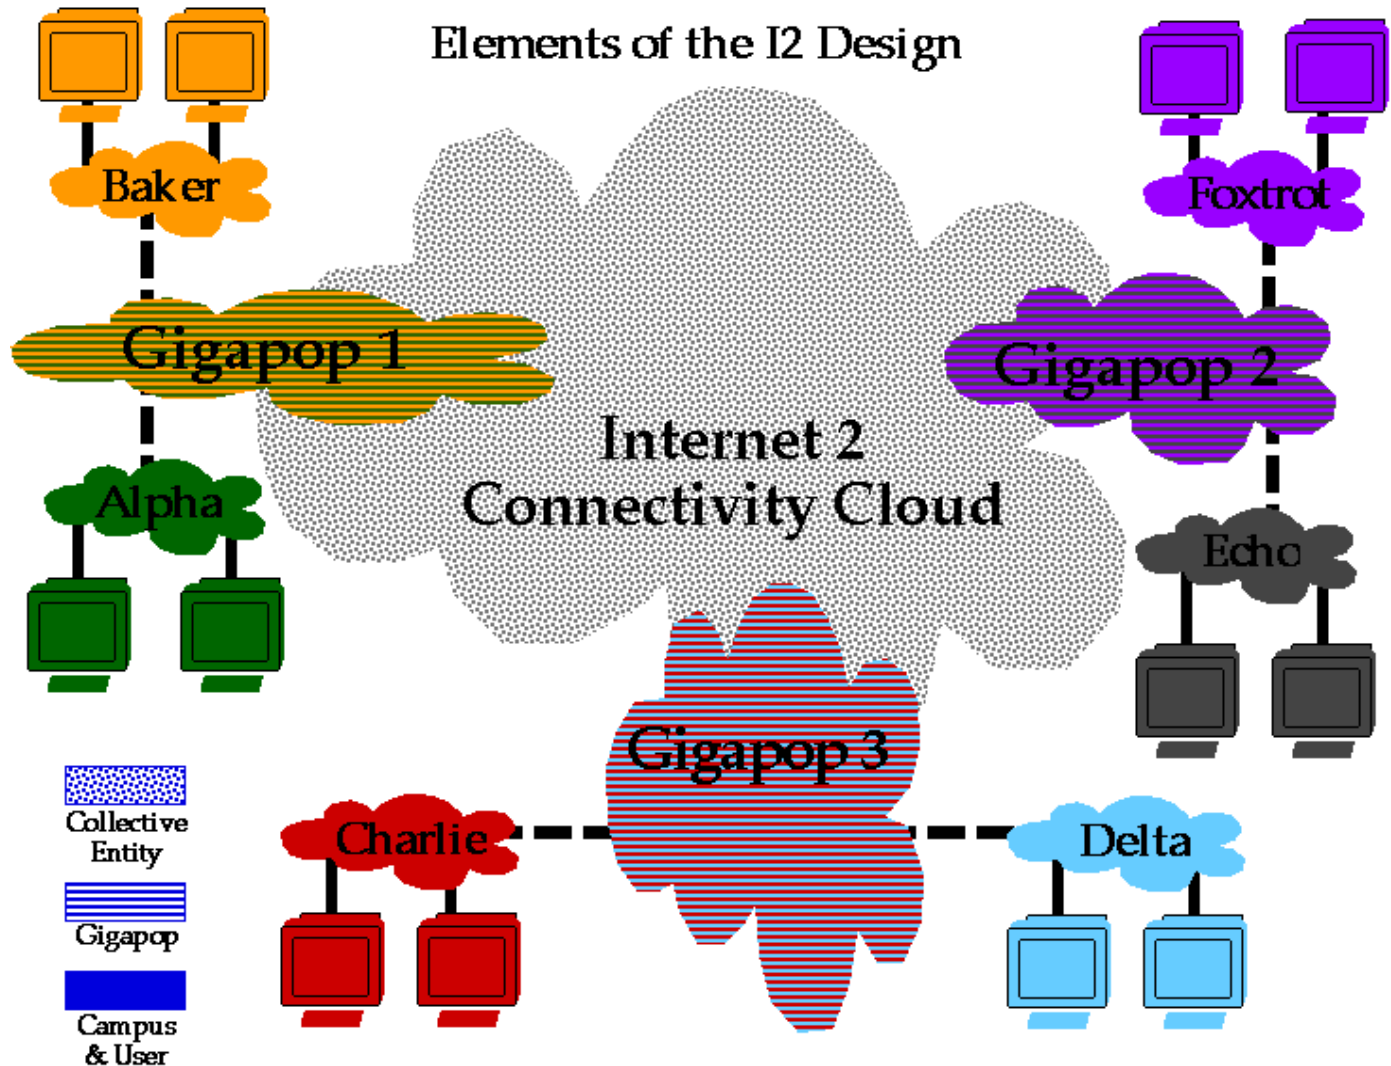 Elements of the I2 Design
Baker
Foxtrot
Gigapop 1
Gigapop 2
Internet 2
Connectivity Cloud
Alpha
Echo
Gigapop 3
Charlie
Delta
Collective
Entity
Gigapop
Campus
& User